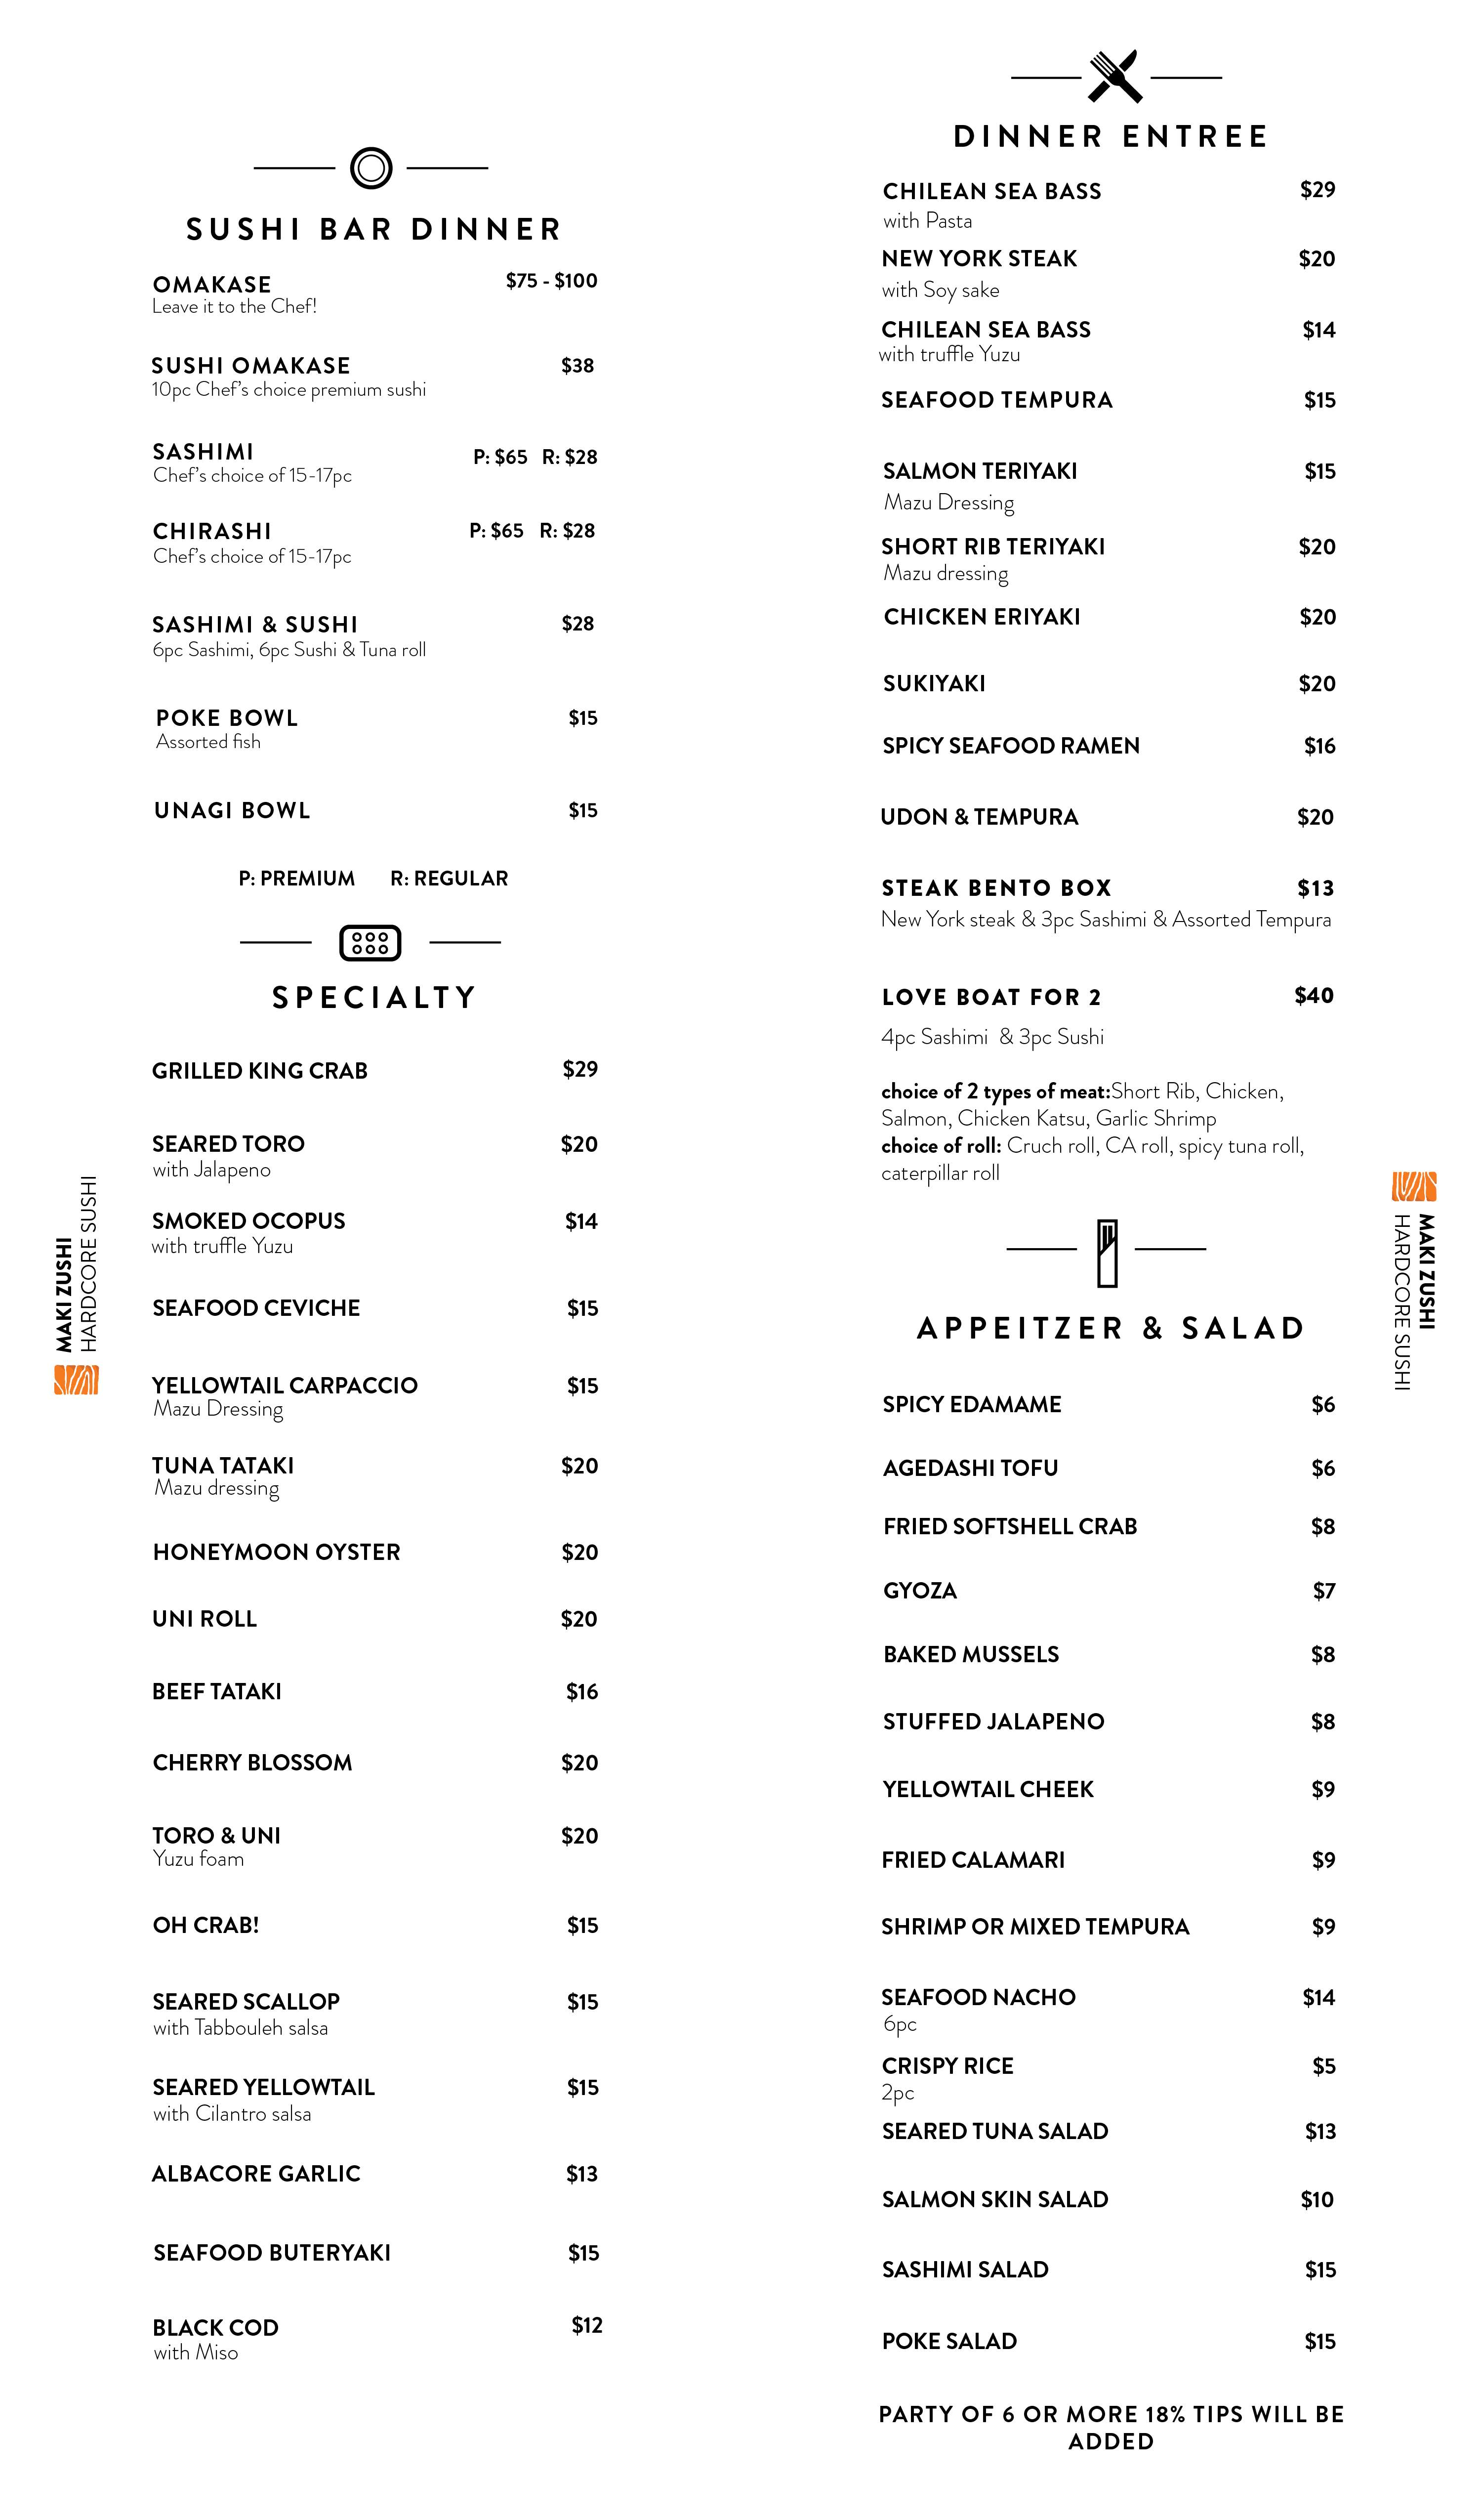 SUSHI BAR DINNER
OMAKASE $75 - $100
Leave it to the Chef!
SUSHI OMAKASE $38
10pc Chef's choice premium sushi
SASHIMI P: $65 R: $28
Chef's choice of 15-17pc
CHIRASHI P: $65 R: $28
Chef's choice of 15-17pc
SASHIMI & SUSHI $28
6pc Sashimi, 6pc Sushi & Tuna roll
POKE BOWL $15
Assorted fish
UNAGI BOWL $15
P: PREMIUM R: REGULAR
SPECIALTY
GRILLED KING CRAB $29
SEARED TORO $20
with Jalapeno
SMOKED OCOPUS $14
with truffle Yuzu
SEAFOOD CEVICHE $15
YELLOWTAIL CARPACCIO $15
Mazu Dressing
TUNA TATAKI $20
Mazu dressing
HONEYMOON OYSTER $20
UNI ROLL $20
BEEF TATAKI $16
CHERRY BLOSSOM $20
TORO & UNI $20
Yuzu foam
OH CRAB! $15
SEARED SCALLOP $15
with Tabbouleh salsa
SEARED YELLOWTAIL $15
with Cilantro salsa
ALBACORE GARLIC $13
SEAFOOD BUTERYAKI $15
BLACK COD $12
with Miso
MAKI ZUSHI
HARDCORE SUSHI
DINNER ENTREE
CHILEAN SEA BASS $29
with Pasta
NEW YORK STEAK $20
with Soy sake
CHILEAN SEA BASS $14
with truffle Yuzu
SEAFOOD TEMPURA $15
SALMON TERIYAKI $15
Mazu Dressing
SHORT RIB TERIYAKI $20
Mazu dressing
CHICKEN ERIYAKI $20
SUKIYAKI $20
SPICY SEAFOOD RAMEN $16
UDON & TEMPURA $20
STEAK BENTO BOX $13
New York steak & 3pc Sashimi & Assorted Tempura
LOVE BOAT FOR 2 $40
4pc Sashimi & 3pc Sushi
choice of 2 types of meat:Short Rib, Chicken,
Salmon, Chicken Katsu, Garlic Shrimp
choice of roll: Cruch roll, CA roll, spicy tuna roll,
caterpillar roll
APPEITZER & SALAD
SPICY EDAMAME $6
AGEDASHI TOFU $6
FRIED SOFTSHELL CRAB $8
GYOZA $7
BAKED MUSSELS $8
STUFFED JALAPENO $8
YELLOWTAIL CHEEK $9
FRIED CALAMARI $9
SHRIMP OR MIXED TEMPURA $9
SEAFOOD NACHO $14
6pc
CRISPY RICE $5
2pc
SEARED TUNA SALAD $13
SALMON SKIN SALAD $10
SASHIMI SALAD $15
POKE SALAD $15
PARTY OF 6 OR MORE 18% TIPS WILL BE
ADDED
MAKI ZUSHI
HARDCORE SUSHI